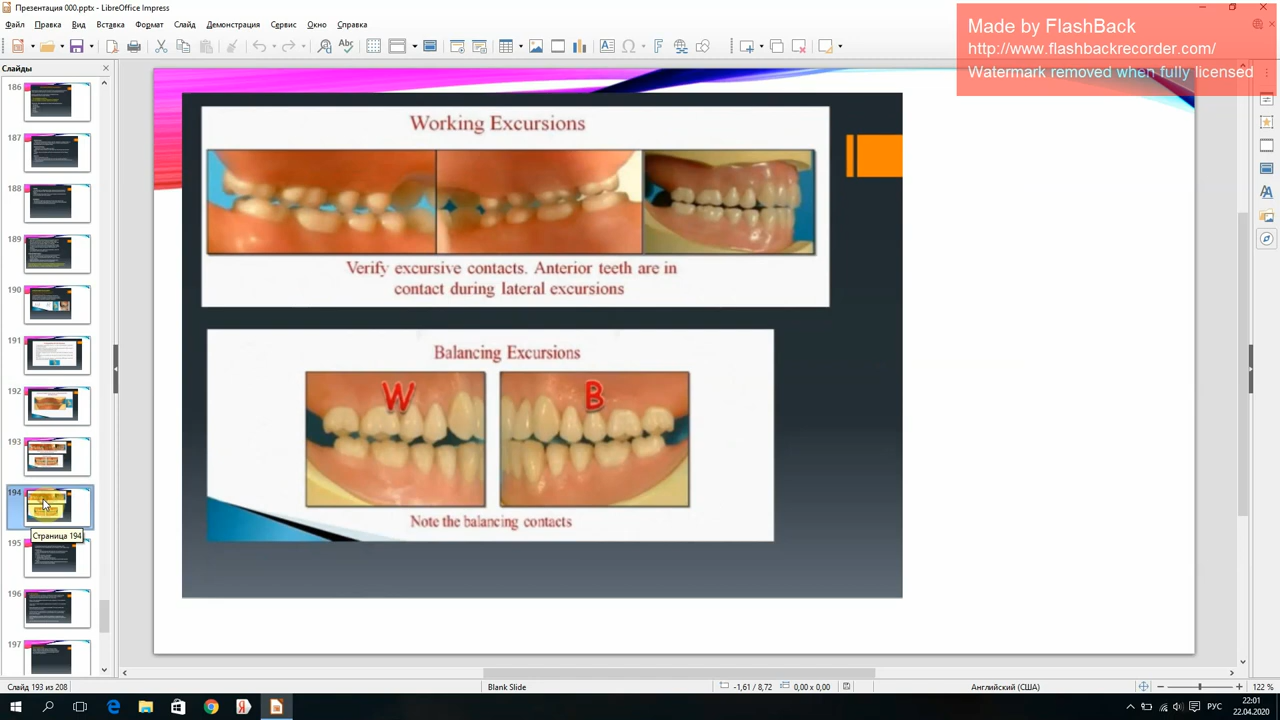 Презентация 000.pptx - LibreOffice Impress
Made by FlashBack
http://www.flashbackrecorder.com/
Watermark removed when fully licensed
Файл Правка Вид Вставка Формат Слайд Демонстрация Сервис Окно Справка
Слайды
186
187
188
189
190
191
192
193
194
Страница 194
195
196
197
Working Excursions
Verify excursive contacts. Anterior teeth are in
contact during lateral excursions
Balancing Excursions
W
B
Note the balancing contacts
Слайд 193 из 208
Blank Slide
-1,61 / 8,72
0,00 x 0,00
Английский (США)
122 %
РУС
22:01
22.04.2020